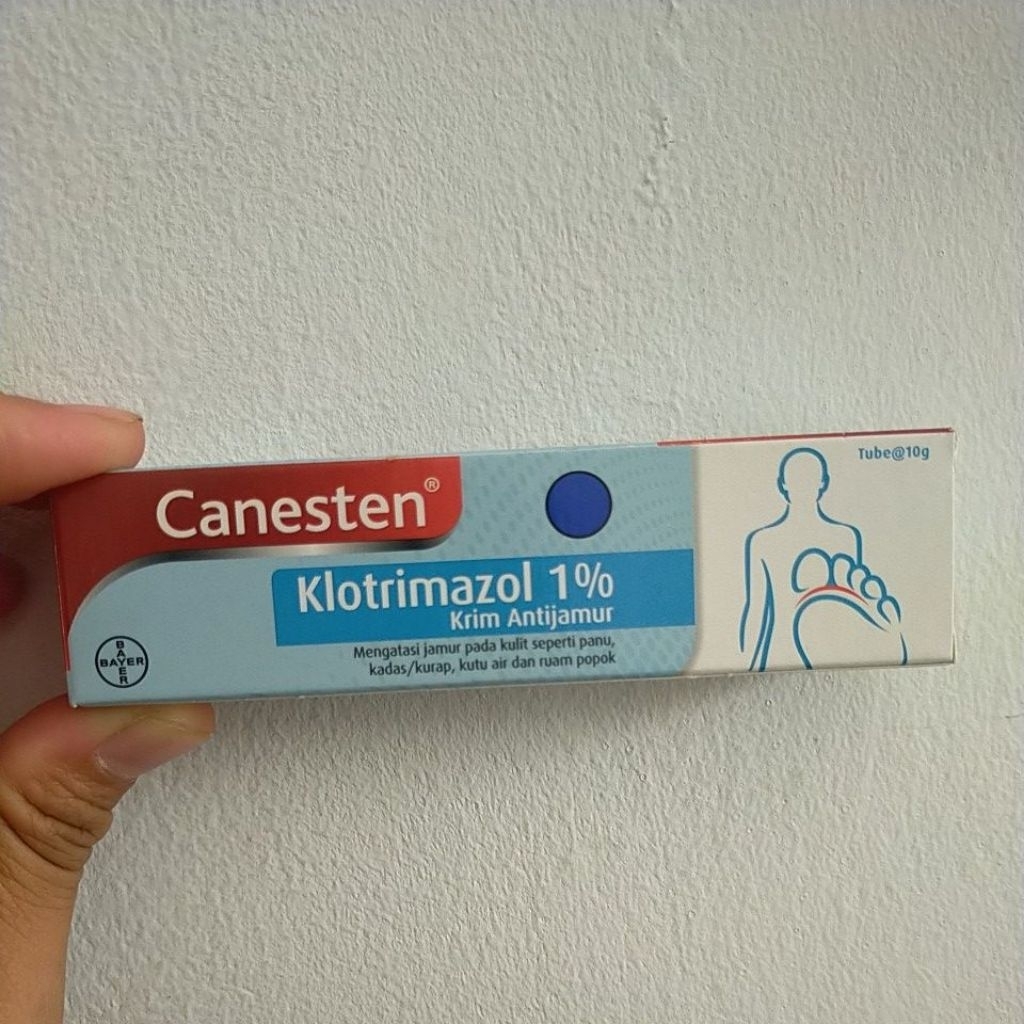 Canesten®
Tube@10g
Klotrimazol 1%
Krim Antijamur
Mengatasi jamur pada kulit seperti panu,
kadas/kurap, kutu air dan ruam popok
BAYER
BAYER